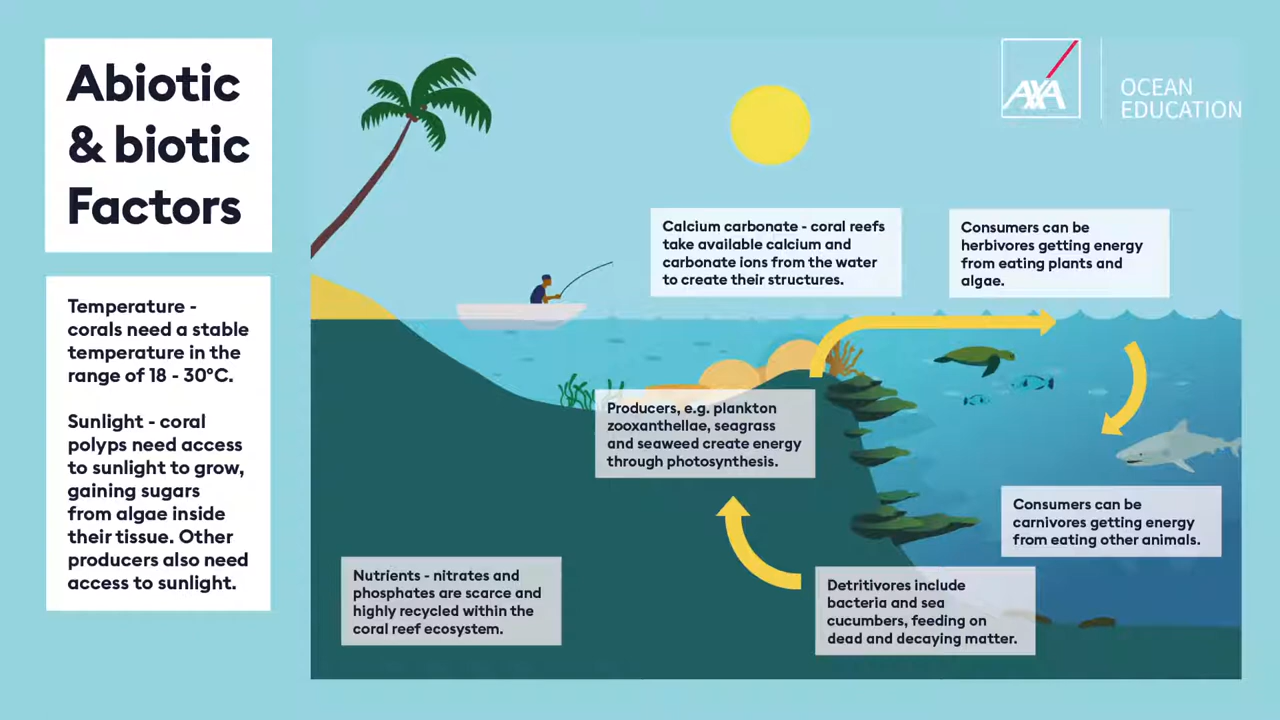 Abiotic
& biotic
Factors
Temperature -
corals need a stable
temperature in the
range of 18 - 30°C.
Sunlight - coral
polyps need access
to sunlight to grow,
gaining sugars
from algae inside
their tissue. Other
producers also need
access to sunlight.
AXA
OCEAN
EDUCATION
Calcium carbonate - coral reefs
take available calcium and
carbonate ions from the water
to create their structures.
Consumers can be
herbivores getting energy
from eating plants and
algae.
Producers, e.g. plankton
zooxanthellae, seagrass
and seaweed create energy
through photosynthesis.
Consumers can be
carnivores getting energy
from eating other animals.
Nutrients - nitrates and
phosphates are scarce and
highly recycled within the
coral reef ecosystem.
Detritivores include
bacteria and sea
cucumbers, feeding on
dead and decaying matter.